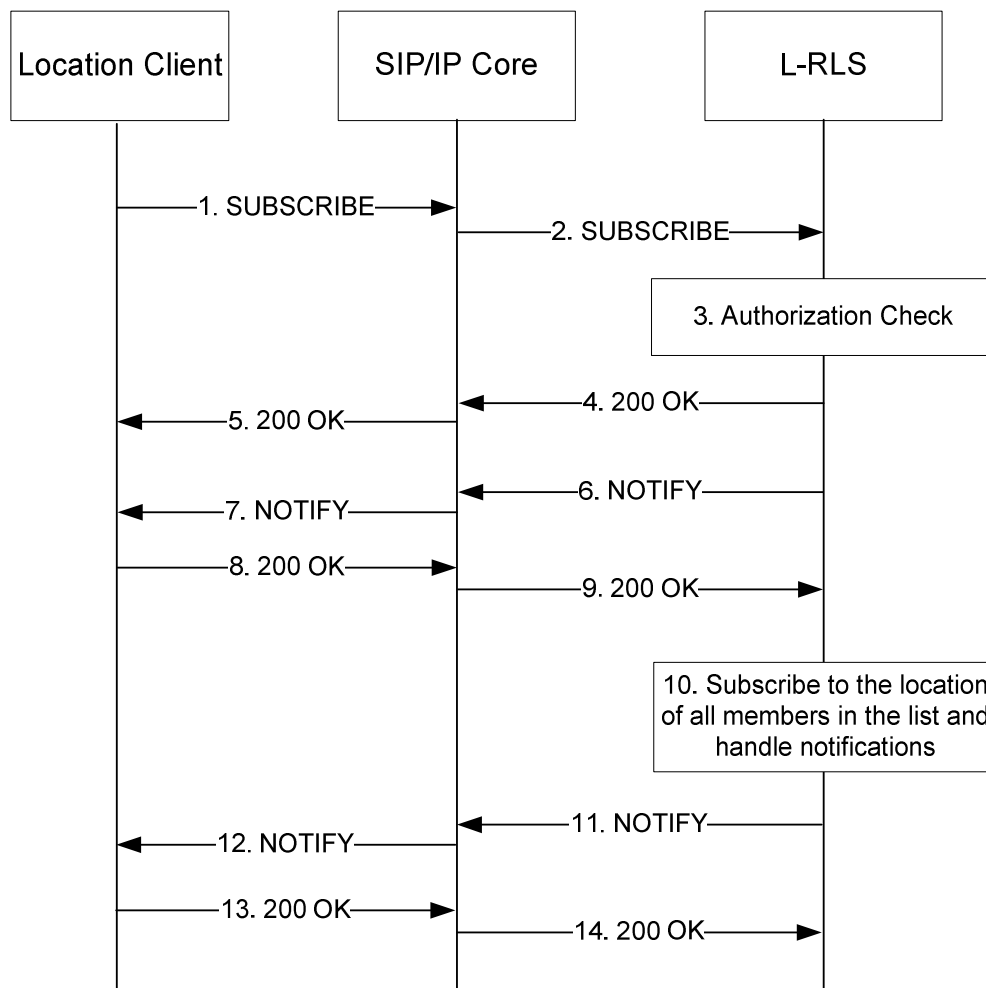 Location Client
SIP/IP Core
L-RLS
1. SUBSCRIBE
2. SUBSCRIBE
3. Authorization Check
4. 200 OK
5. 200 OK
6. NOTIFY
7. NOTIFY
8. 200 OK
9. 200 OK
10. Subscribe to the location
of all members in the list and
handle notifications
11. NOTIFY
12. NOTIFY
13. 200 OK
14. 200 OK